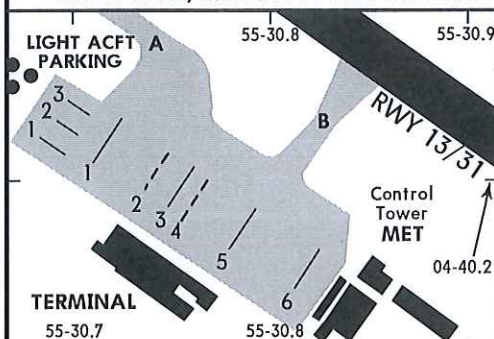 55-30.8
55-30.9
A
LIGHT ACFT
PARKING
B
RWY 13/31
3
2
1
1
2
3
4
5
6
Control
Tower
MET
04-40.2
TERMINAL
55-30.7
55-30.8